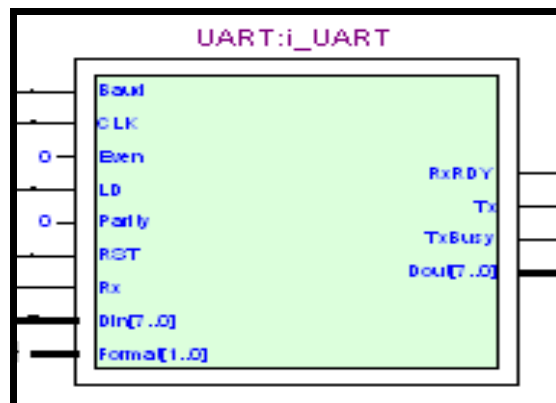 UART:i_UART
Baud
CLK
0 Even
LD
0 Parity
RST
Rx
Din[7..0]
Format[1..0]
RxRDY
Tx
TxBusy
Dout[7..0]